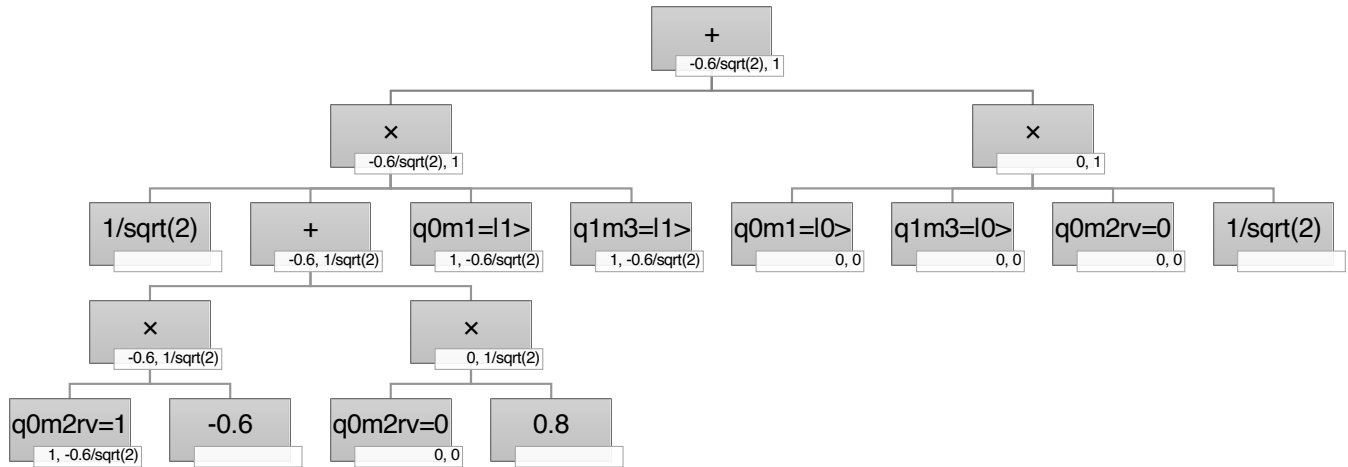 +
-0.6/sqrt(2), 1
×
-0.6/sqrt(2), 1
×
0, 1
1/sqrt(2)
+
-0.6, 1/sqrt(2)
q0m1=|1>
1, -0.6/sqrt(2)
q1m3=|1>
1, -0.6/sqrt(2)
q0m1=|0>
0, 0
q1m3=|0>
0, 0
q0m2rv=0
0, 0
1/sqrt(2)
×
-0.6, 1/sqrt(2)
×
0, 1/sqrt(2)
q0m2rv=1
1, -0.6/sqrt(2)
-0.6
q0m2rv=0
0, 0
0.8